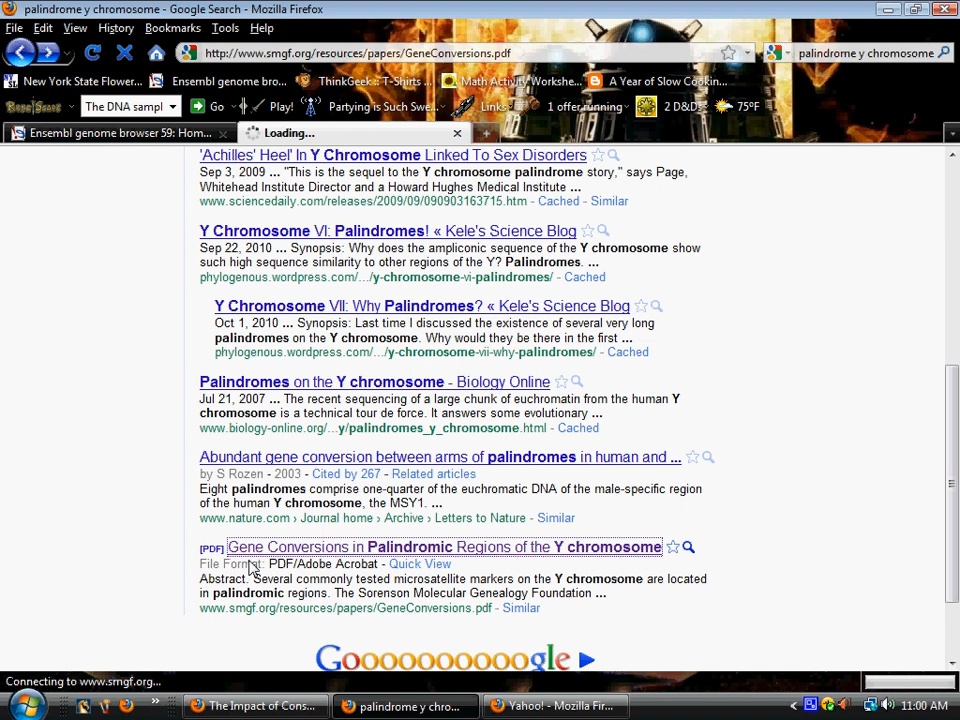 palindrome y chromosome - Google Search - Mozilla Firefox
File Edit View History Bookmarks Tools Help
http://www.smgf.org/resources/papers/GeneConversions.pdf palindrome y chromosome
New York State Flower... Ensembl genome bro... ThinkGeek :: T-Shirts ... Math Activity Workshe... A Year of Slow Cookin...
The DNA sampl Go Play! Partying is Such Swe... Links 1 offer running 2 D&D: 75ºF
Ensembl genome browser 59: Hom... Loading...
'Achilles' Heel' In Y Chromosome Linked To Sex Disorders
Sep 3, 2009 ... "This is the sequel to the Y chromosome palindrome story," says Page,
Whitehead Institute Director and a Howard Hughes Medical Institute ...
www.sciencedaily.com/releases/2009/09/090903163715.htm - Cached - Similar
Y Chromosome VI: Palindromes! « Kele's Science Blog
Sep 22, 2010 ... Synopsis: Why does the ampliconic sequence of the Y chromosome show
such high sequence similarity to other regions of the Y? Palindromes. ...
phylogenous.wordpress.com/.../y-chromosome-vi-palindromes/ - Cached
Y Chromosome VII: Why Palindromes? « Kele's Science Blog
Oct 1, 2010 ... Synopsis: Last time I discussed the existence of several very long
palindromes on the Y chromosome. Why would they be there in the first ...
phylogenous.wordpress.com/.../y-chromosome-vii-why-palindromes/ - Cached
Palindromes on the Y chromosome - Biology Online
Jul 21, 2007 ... The recent sequencing of a large chunk of euchromatin from the human Y
chromosome is a technical tour de force. It answers some evolutionary ...
www.biology-online.org/...y/palindromes_y_chromosome.html - Cached
Abundant gene conversion between arms of palindromes in human and ...
by S Rozen - 2003 - Cited by 267 - Related articles
Eight palindromes comprise one-quarter of the euchromatic DNA of the male-specific region
of the human Y chromosome, the MSY1. ...
www.nature.com › Journal home › Archive › Letters to Nature - Similar
[PDF] Gene Conversions in Palindromic Regions of the Y chromosome
File Format: PDF/Adobe Acrobat - Quick View
Abstract. Several commonly tested microsatellite markers on the Y chromosome are located
in palindromic regions. The Sorenson Molecular Genealogy Foundation ...
www.smgf.org/resources/papers/GeneConversions.pdf - Similar
Goooooooooogle
Connecting to www.smgf.org...
The Impact of Cons... palindrome y chro... Yahoo! - Mozilla Fir... 11:00 AM